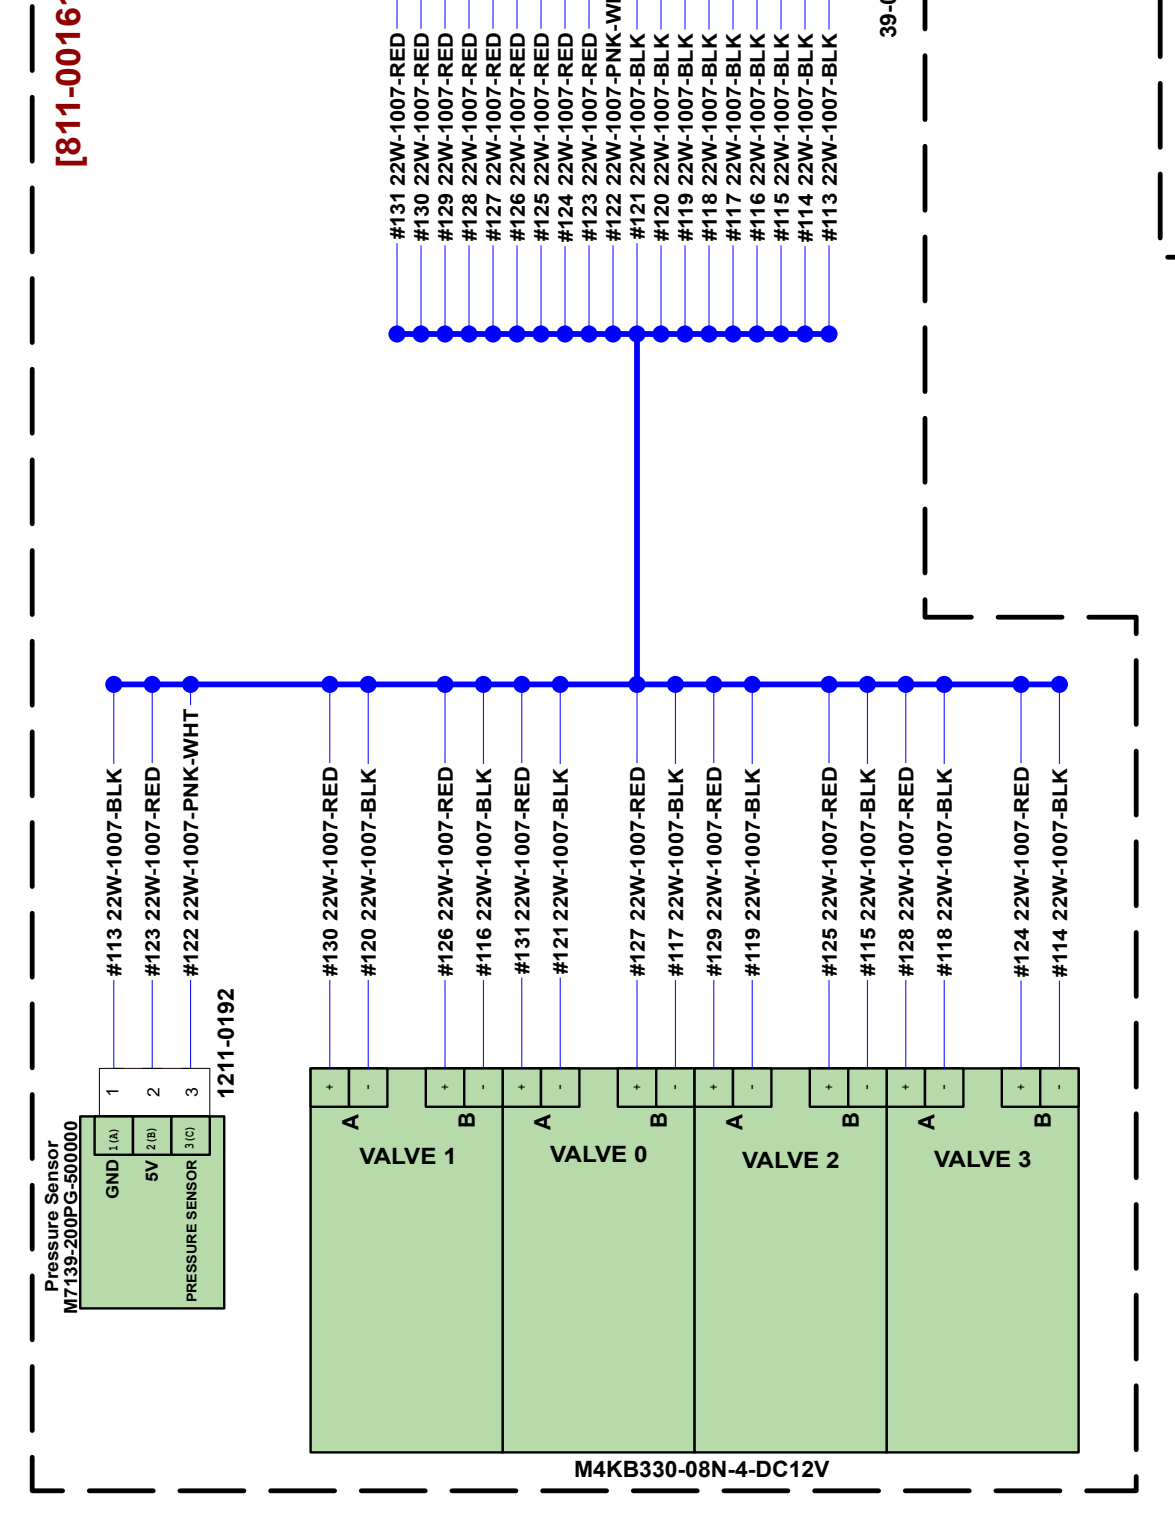 [811-0016
39-0
#131 22W-1007-RED
#130 22W-1007-RED
#129 22W-1007-RED
#128 22W-1007-RED
#127 22W-1007-RED
#126 22W-1007-RED
#125 22W-1007-RED
#124 22W-1007-RED
#123 22W-1007-RED
#122 22W-1007-PNK-W
#121 22W-1007-BLK
#120 22W-1007-BLK
#119 22W-1007-BLK
#118 22W-1007-BLK
#117 22W-1007-BLK
#116 22W-1007-BLK
#115 22W-1007-BLK
#114 22W-1007-BLK
#113 22W-1007-BLK
#113 22W-1007-BLK
#123 22W-1007-RED
#122 22W-1007-PNK-WHT
#130 22W-1007-RED
#120 22W-1007-BLK
#126 22W-1007-RED
#116 22W-1007-BLK
#131 22W-1007-RED
#121 22W-1007-BLK
#127 22W-1007-RED
#117 22W-1007-BLK
#129 22W-1007-RED
#119 22W-1007-BLK
#125 22W-1007-RED
#115 22W-1007-BLK
#128 22W-1007-RED
#118 22W-1007-BLK
#124 22W-1007-RED
#114 22W-1007-BLK
1211-0192
1
2
3
Pressure Sensor
M7139-200PG-500000
1 (A)
2 (B)
3 (C)
GND
5V
PRESSURE SENSOR
+ - + - + - + - + - + - + - + -
A B A B A B A B
VALVE 1
VALVE 0
VALVE 2
VALVE 3
M4KB330-08N-4-DC12V